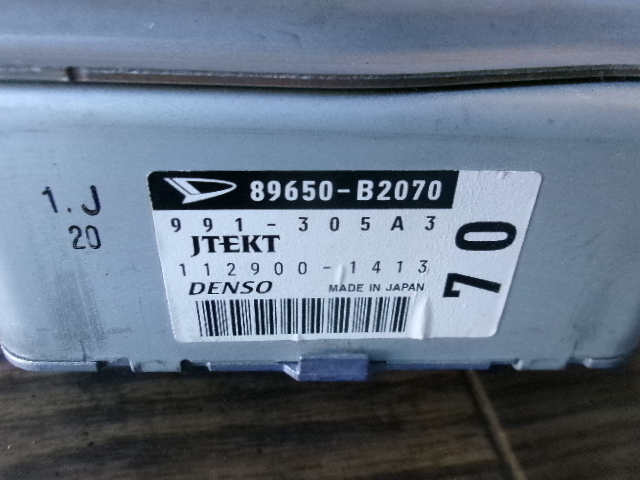 1.J
20
89650-B2070
991-305A3
JTEKT
112900-1413
DENSO MADE IN JAPAN
70